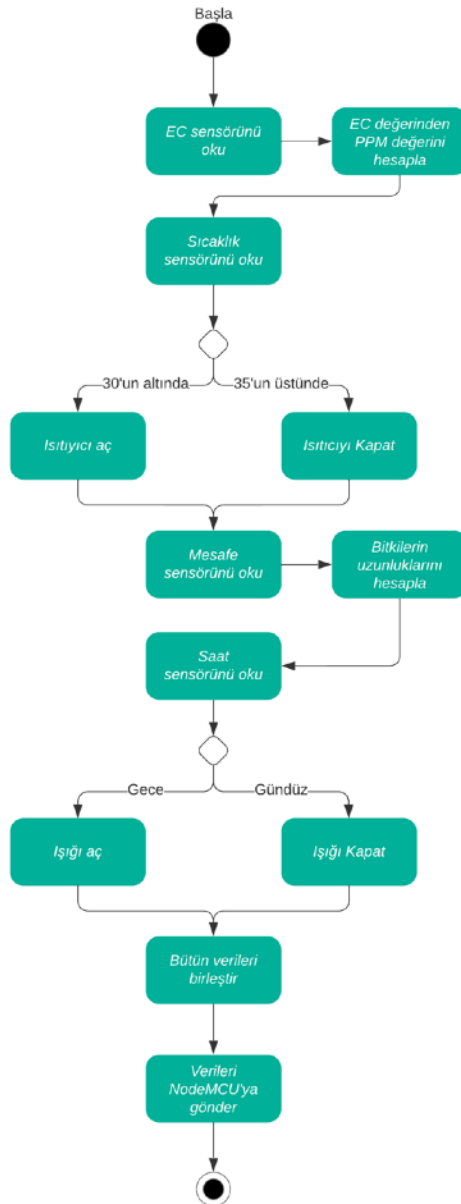 Başla
EC sensörünü
oku
EC değerinden
PPM değerini
hesapla
Sıcaklık
sensörünü oku
30'un altında
35'un üstünde
Isıtıyıcı aç
Isıtıcıyı Kapat
Mesafe
sensörünü oku
Bitkilerin
uzunluklarını
hesapla
Saat
sensörünü oku
Gece
Gündüz
Işığı aç
Işığı Kapat
Bütün verileri
birleştir
Verileri
NodeMCU'ya
gönder